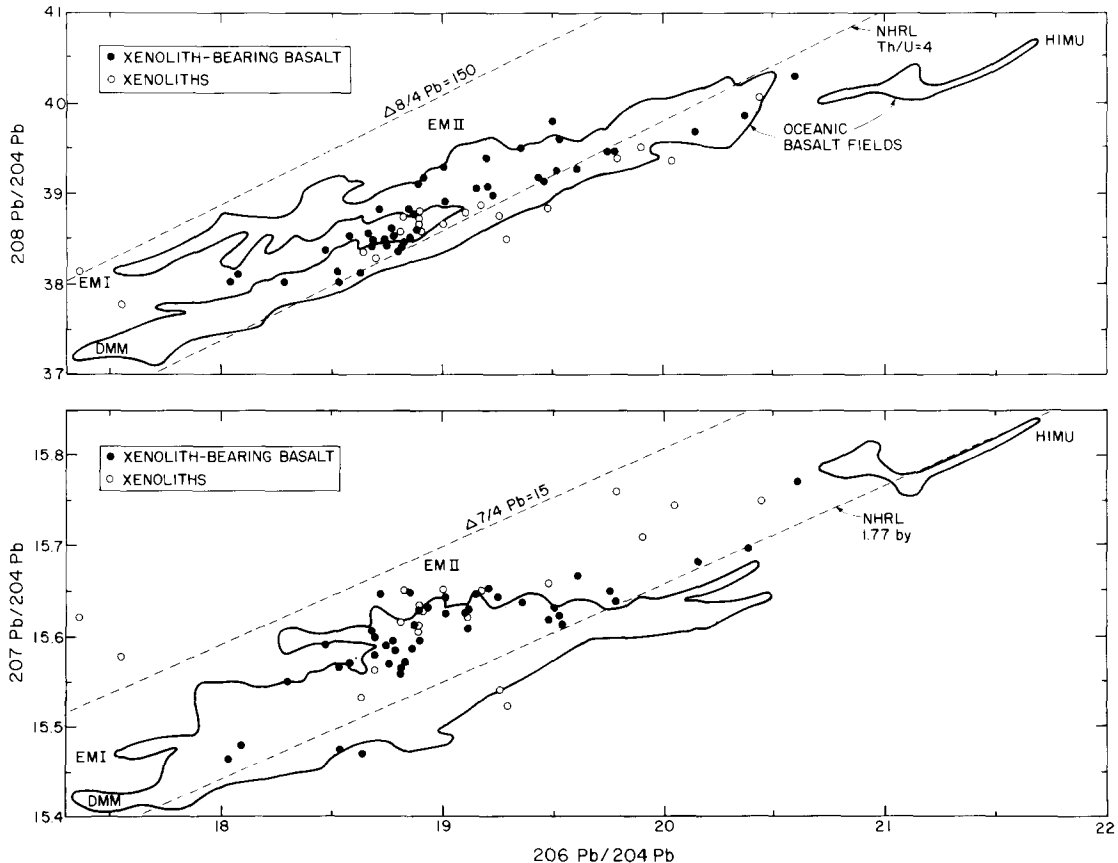 41
40
39
38
37
208 Pb/204 Pb
XENOLITH-BEARING BASALT
XENOLITHS
Δ8/4 Pb=150
EM II
EM I
DMM
NHRL
Th/U=4
HIMU
OCEANIC
BASALT FIELDS
15.8
15.7
15.6
15.5
15.4
207 Pb/204 Pb
XENOLITH-BEARING BASALT
XENOLITHS
Δ7/4 Pb=15
EM II
EM I
DMM
NHRL
1.77 by
HIMU
18
19
20
21
22
206 Pb/204 Pb